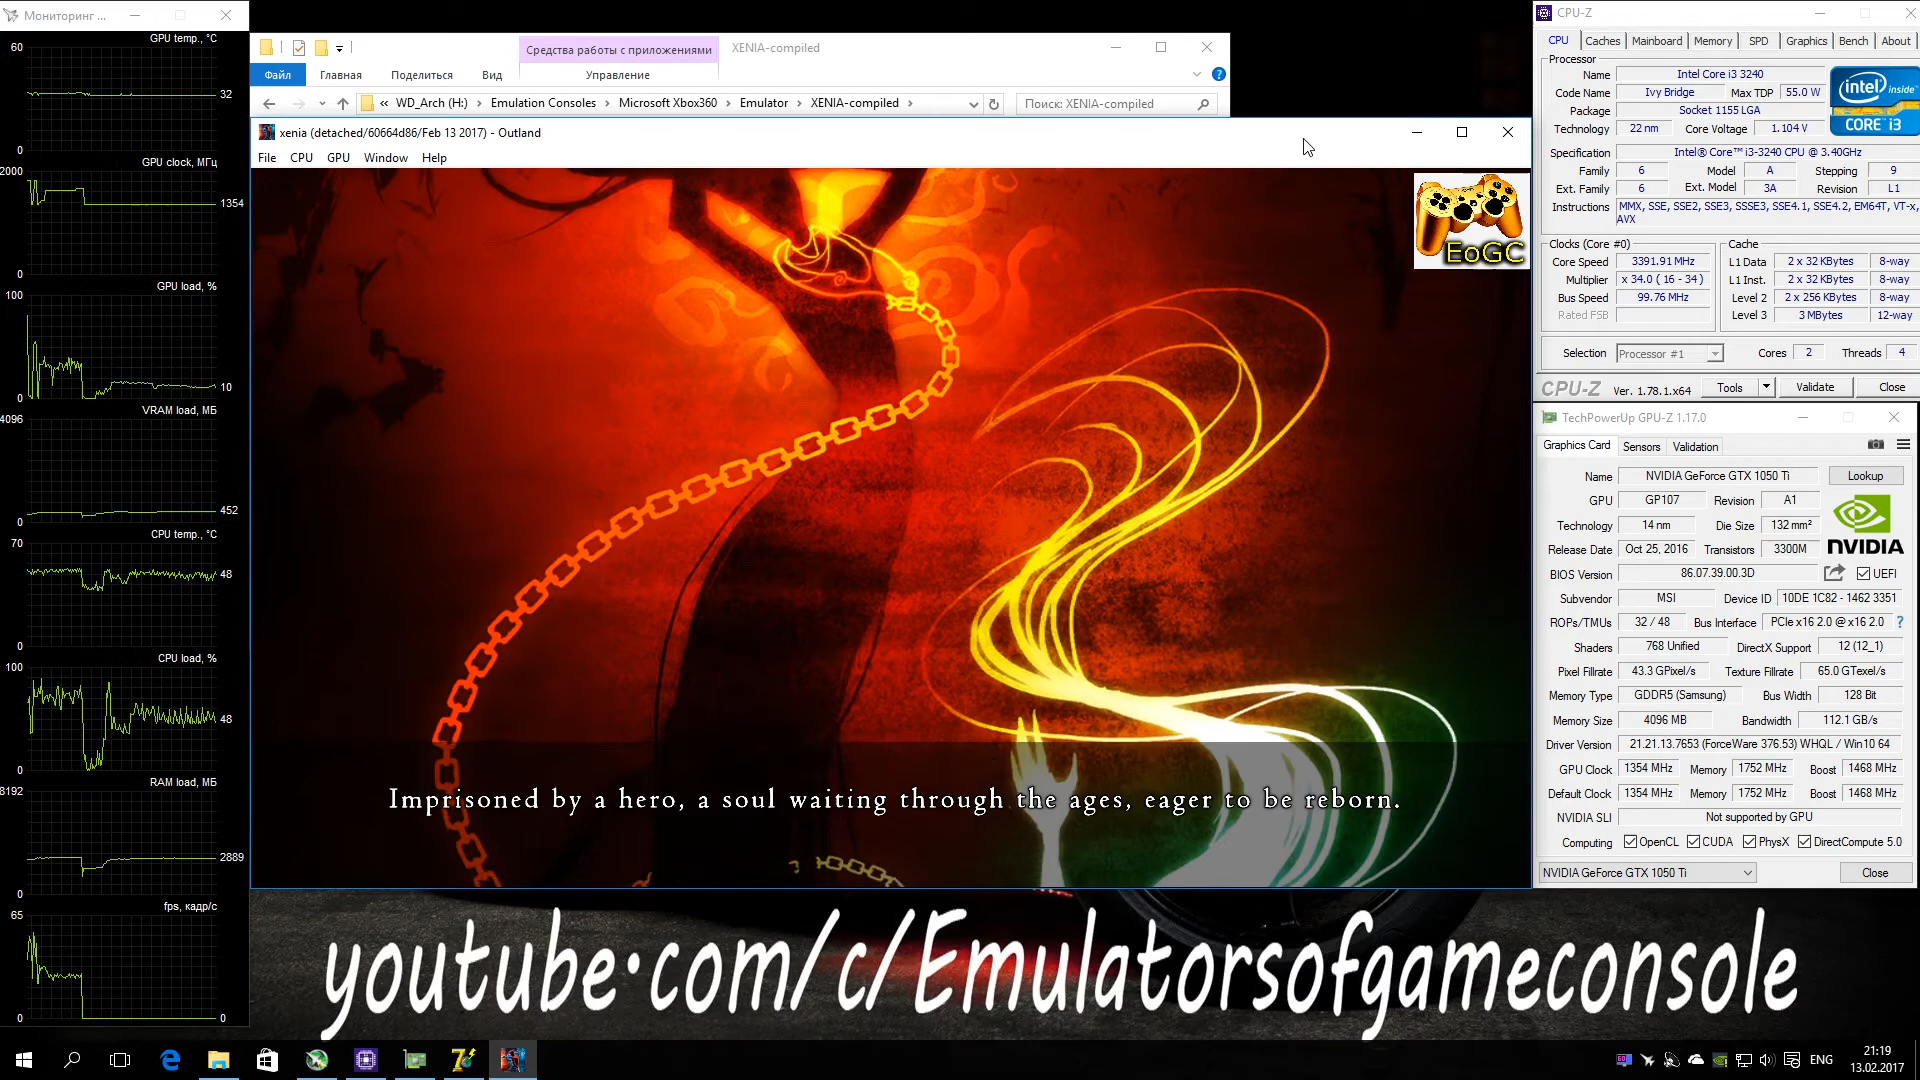 Мониторинг ...
GPU temp., °C
60
32
0
GPU clock, МГц
2000
1354
0
GPU load, %
100
10
0
VRAM load, МБ
4096
452
0
CPU temp., °C
70
48
0
CPU load, %
100
48
0
RAM load, МБ
8192
2889
0
fps, кадр/с
65
0
0
Средства работы с приложениями
XENIA-compiled
Файл
Главная
Поделиться
Вид
Управление
« WD_Arch (H:) > Emulation Consoles > Microsoft Xbox360 > Emulator > XENIA-compiled >
Поиск: XENIA-compiled
xenia (detached/60664d86/Feb 13 2017) - Outland
File CPU GPU Window Help
EoGC
Imprisoned by a hero, a soul waiting through the ages, eager to be reborn.
youtube.com/c/Emulatorsofgameconsole
CPU-Z
CPU Caches Mainboard Memory SPD Graphics Bench About
Processor
Name Intel Core i3 3240
Code Name Ivy Bridge Max TDP 55.0 W
Package Socket 1155 LGA
Technology 22 nm Core Voltage 1.104 V
intel inside™
CORE i3
Specification Intel® Core™ i3-3240 CPU @ 3.40GHz
Family 6 Model A Stepping 9
Ext. Family 6 Ext. Model 3A Revision L1
Instructions MMX, SSE, SSE2, SSE3, SSSE3, SSE4.1, SSE4.2, EM64T, VT-x,
AVX
Clocks (Core #0)
Core Speed 3391.91 MHz
Multiplier x 34.0 ( 16 - 34 )
Bus Speed 99.76 MHz
Rated FSB
Cache
L1 Data 2 x 32 KBytes 8-way
L1 Inst. 2 x 32 KBytes 8-way
Level 2 2 x 256 KBytes 8-way
Level 3 3 MBytes 12-way
Selection Processor #1 Cores 2 Threads 4
CPU-Z Ver. 1.78.1.x64 Tools Validate Close
TechPowerUp GPU-Z 1.17.0
Graphics Card Sensors Validation
Name NVIDIA GeForce GTX 1050 Ti Lookup
GPU GP107 Revision A1
Technology 14 nm Die Size 132 mm²
Release Date Oct 25, 2016 Transistors 3300M
NVIDIA
BIOS Version 86.07.39.00.3D UEFI
Subvendor MSI Device ID 10DE 1C82 - 1462 3351
ROPs/TMUs 32 / 48 Bus Interface PCIe x16 2.0 @ x16 2.0 ?
Shaders 768 Unified DirectX Support 12 (12_1)
Pixel Fillrate 43.3 GPixel/s Texture Fillrate 65.0 GTexel/s
Memory Type GDDR5 (Samsung) Bus Width 128 Bit
Memory Size 4096 MB Bandwidth 112.1 GB/s
Driver Version 21.21.13.7653 (ForceWare 376.53) WHQL / Win10 64
GPU Clock 1354 MHz Memory 1752 MHz Boost 1468 MHz
Default Clock 1354 MHz Memory 1752 MHz Boost 1468 MHz
NVIDIA SLI Not supported by GPU
Computing OpenCL CUDA PhysX DirectCompute 5.0
NVIDIA GeForce GTX 1050 Ti Close
ENG
21:19
13.02.2017